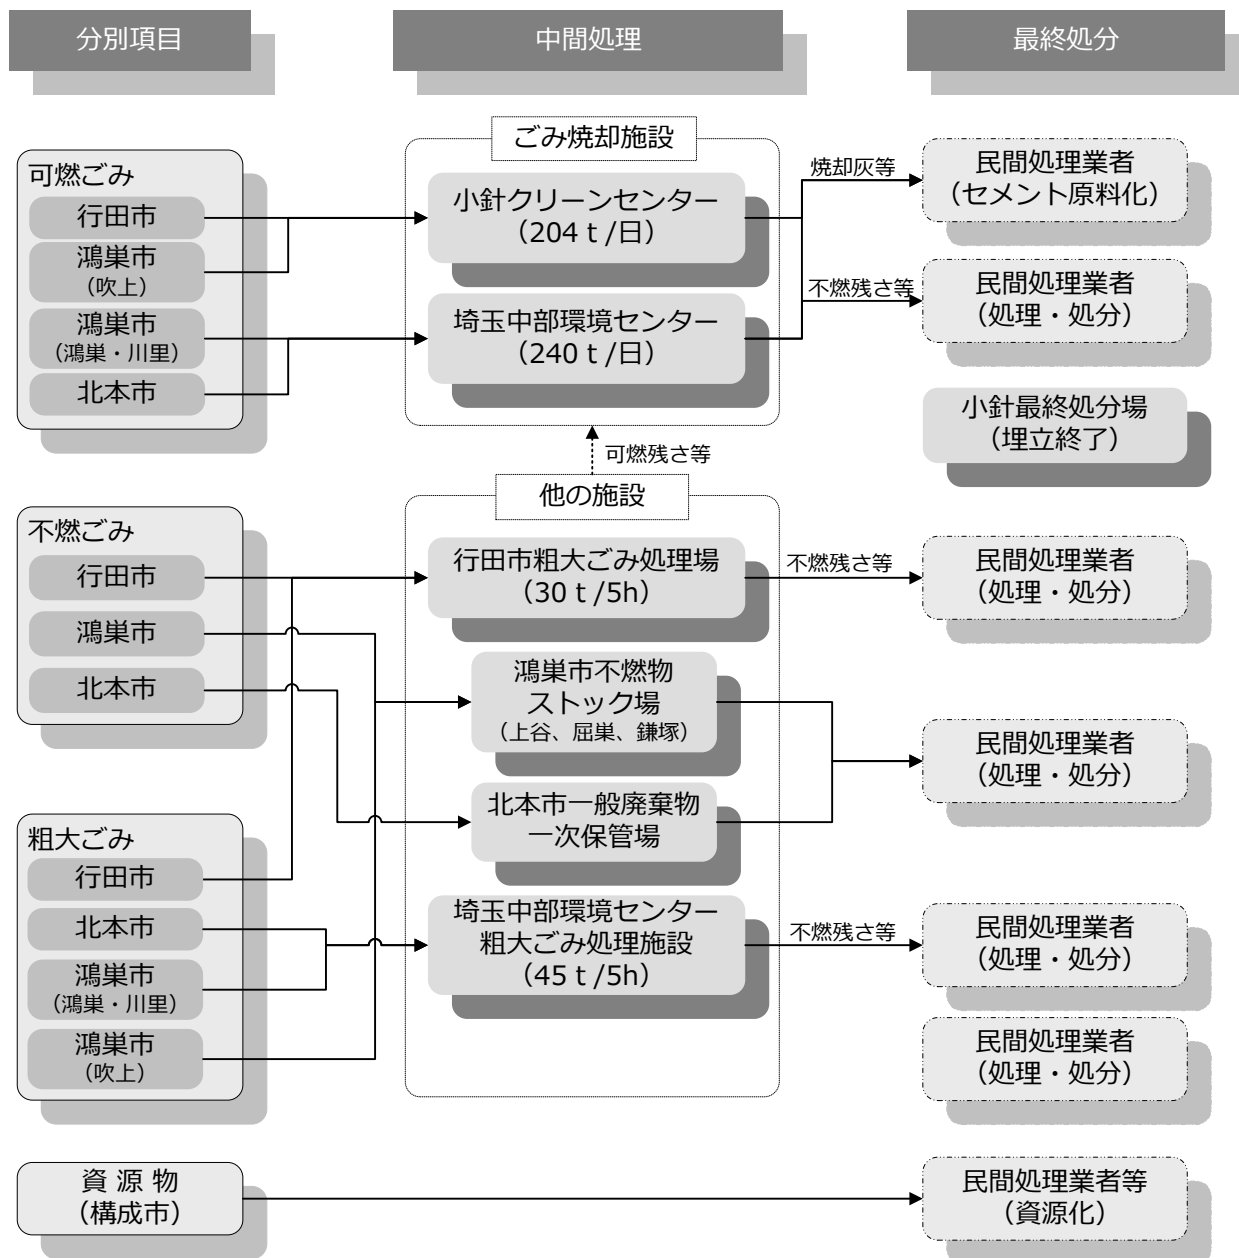 分別項目
中間処理
最終処分
可燃ごみ
行田市
鴻巣市
（吹上）
鴻巣市
（鴻巣・川里）
北本市
ごみ焼却施設
小針クリーンセンター
（204ｔ/日）
埼玉中部環境センター
（240ｔ/日）
焼却灰等
民間処理業者
（セメント原料化）
不燃残さ等
民間処理業者
（処理・処分）
小針最終処分場
（埋立終了）
可燃残さ等
不燃ごみ
行田市
鴻巣市
北本市
他の施設
行田市粗大ごみ処理場
（30ｔ/5h）
不燃残さ等
民間処理業者
（処理・処分）
鴻巣市不燃物
ストック場
（上谷、屈巣、鎌塚）
北本市一般廃棄物
一次保管場
民間処理業者
（処理・処分）
粗大ごみ
行田市
北本市
鴻巣市
（鴻巣・川里）
鴻巣市
（吹上）
埼玉中部環境センター
粗大ごみ処理施設
（45ｔ/5h）
不燃残さ等
民間処理業者
（処理・処分）
民間処理業者
（処理・処分）
資 源 物
（構成市）
民間処理業者等
（資源化）